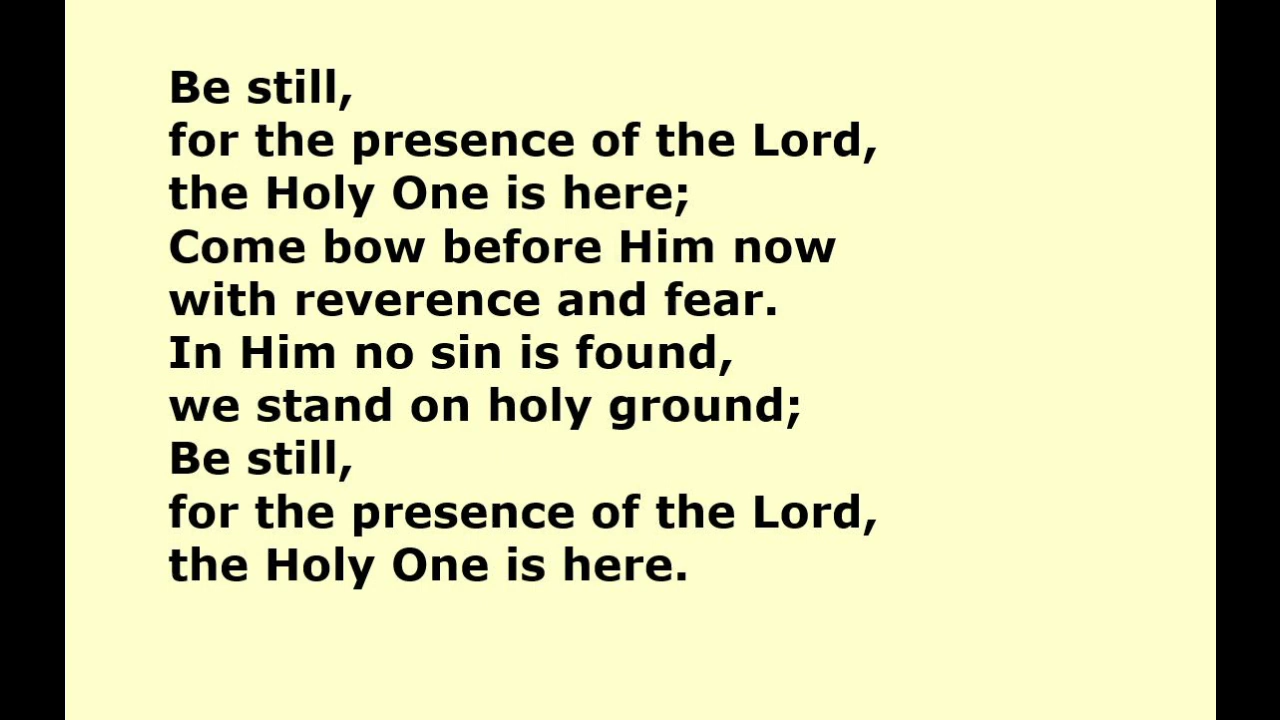 Be still,
for the presence of the Lord,
the Holy One is here;
Come bow before Him now
with reverence and fear.
In Him no sin is found,
we stand on holy ground;
Be still,
for the presence of the Lord,
the Holy One is here.